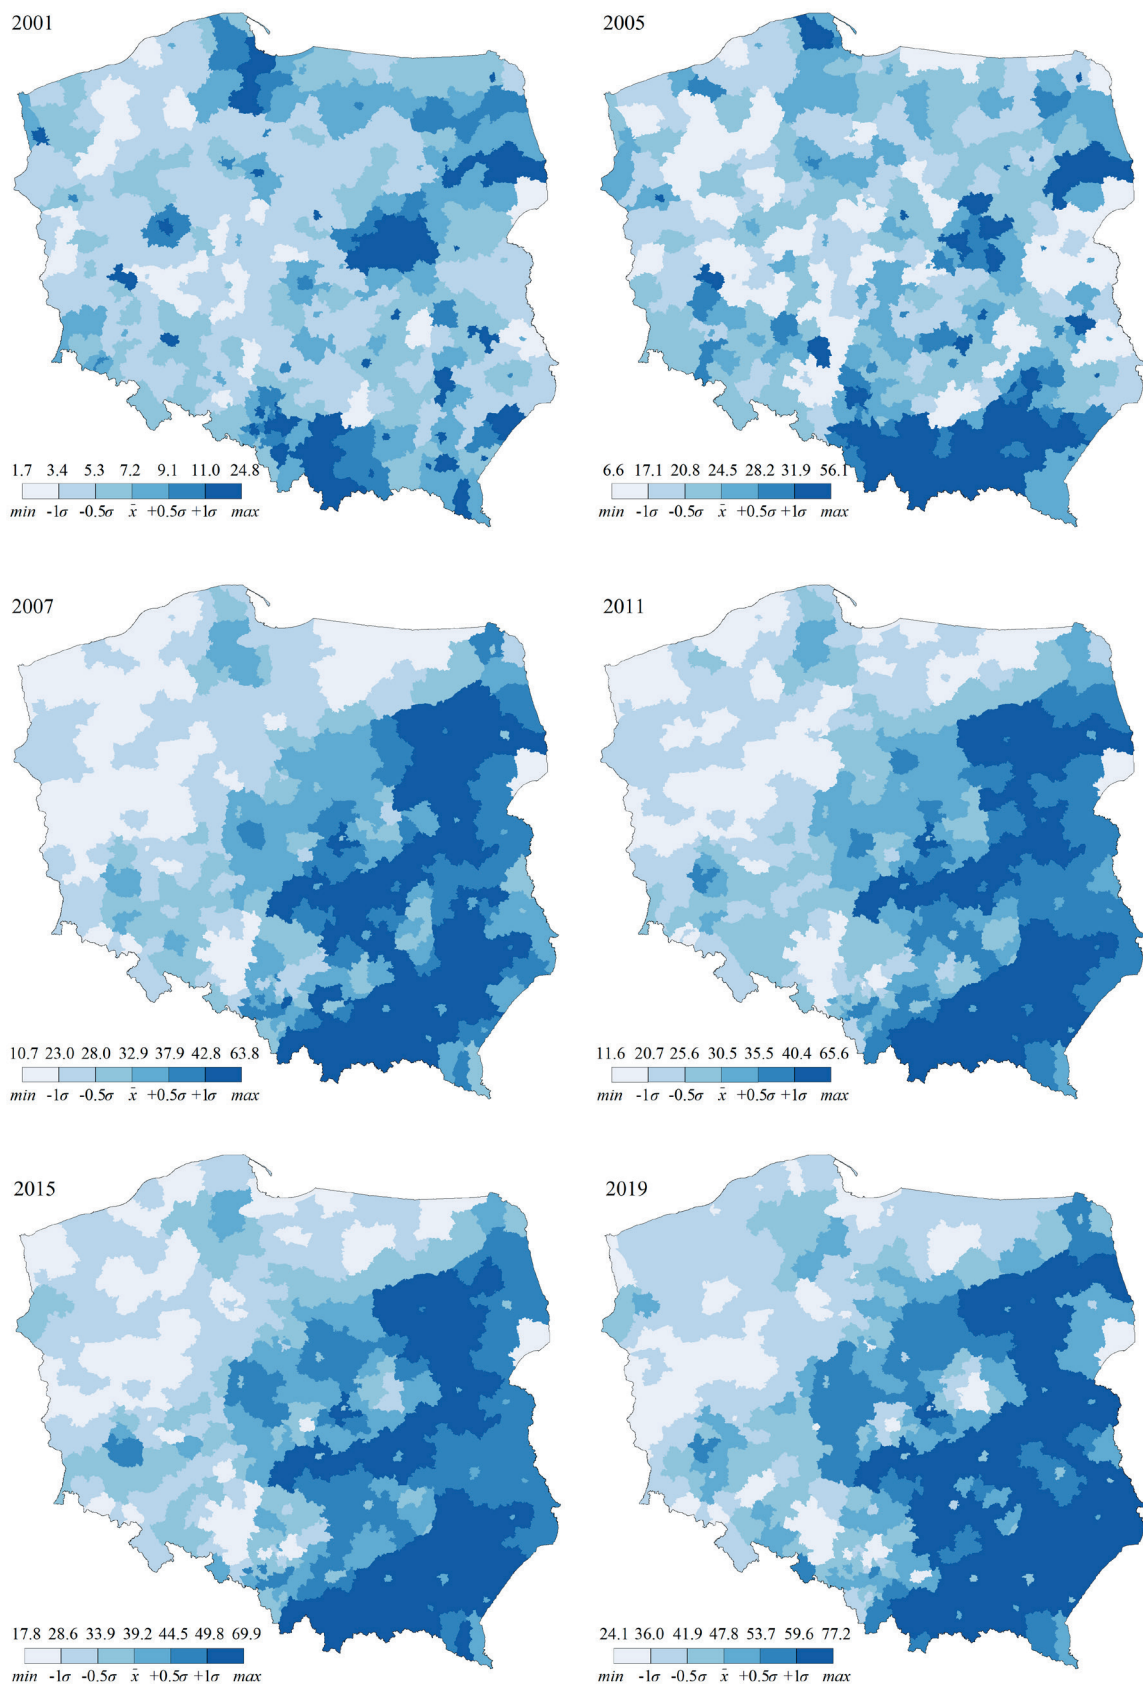 2001
2005
1.7 3.4 5.3 7.2 9.1 11.0 24.8
min -1σ -0.5σ x̄ +0.5σ +1σ max
6.6 17.1 20.8 24.5 28.2 31.9 56.1
min -1σ -0.5σ x̄ +0.5σ +1σ max
2007
2011
10.7 23.0 28.0 32.9 37.9 42.8 63.8
min -1σ -0.5σ x̄ +0.5σ +1σ max
11.6 20.7 25.6 30.5 35.5 40.4 65.6
min -1σ -0.5σ x̄ +0.5σ +1σ max
2015
2019
17.8 28.6 33.9 39.2 44.5 49.8 69.9
min -1σ -0.5σ x̄ +0.5σ +1σ max
24.1 36.0 41.9 47.8 53.7 59.6 77.2
min -1σ -0.5σ x̄ +0.5σ +1σ max